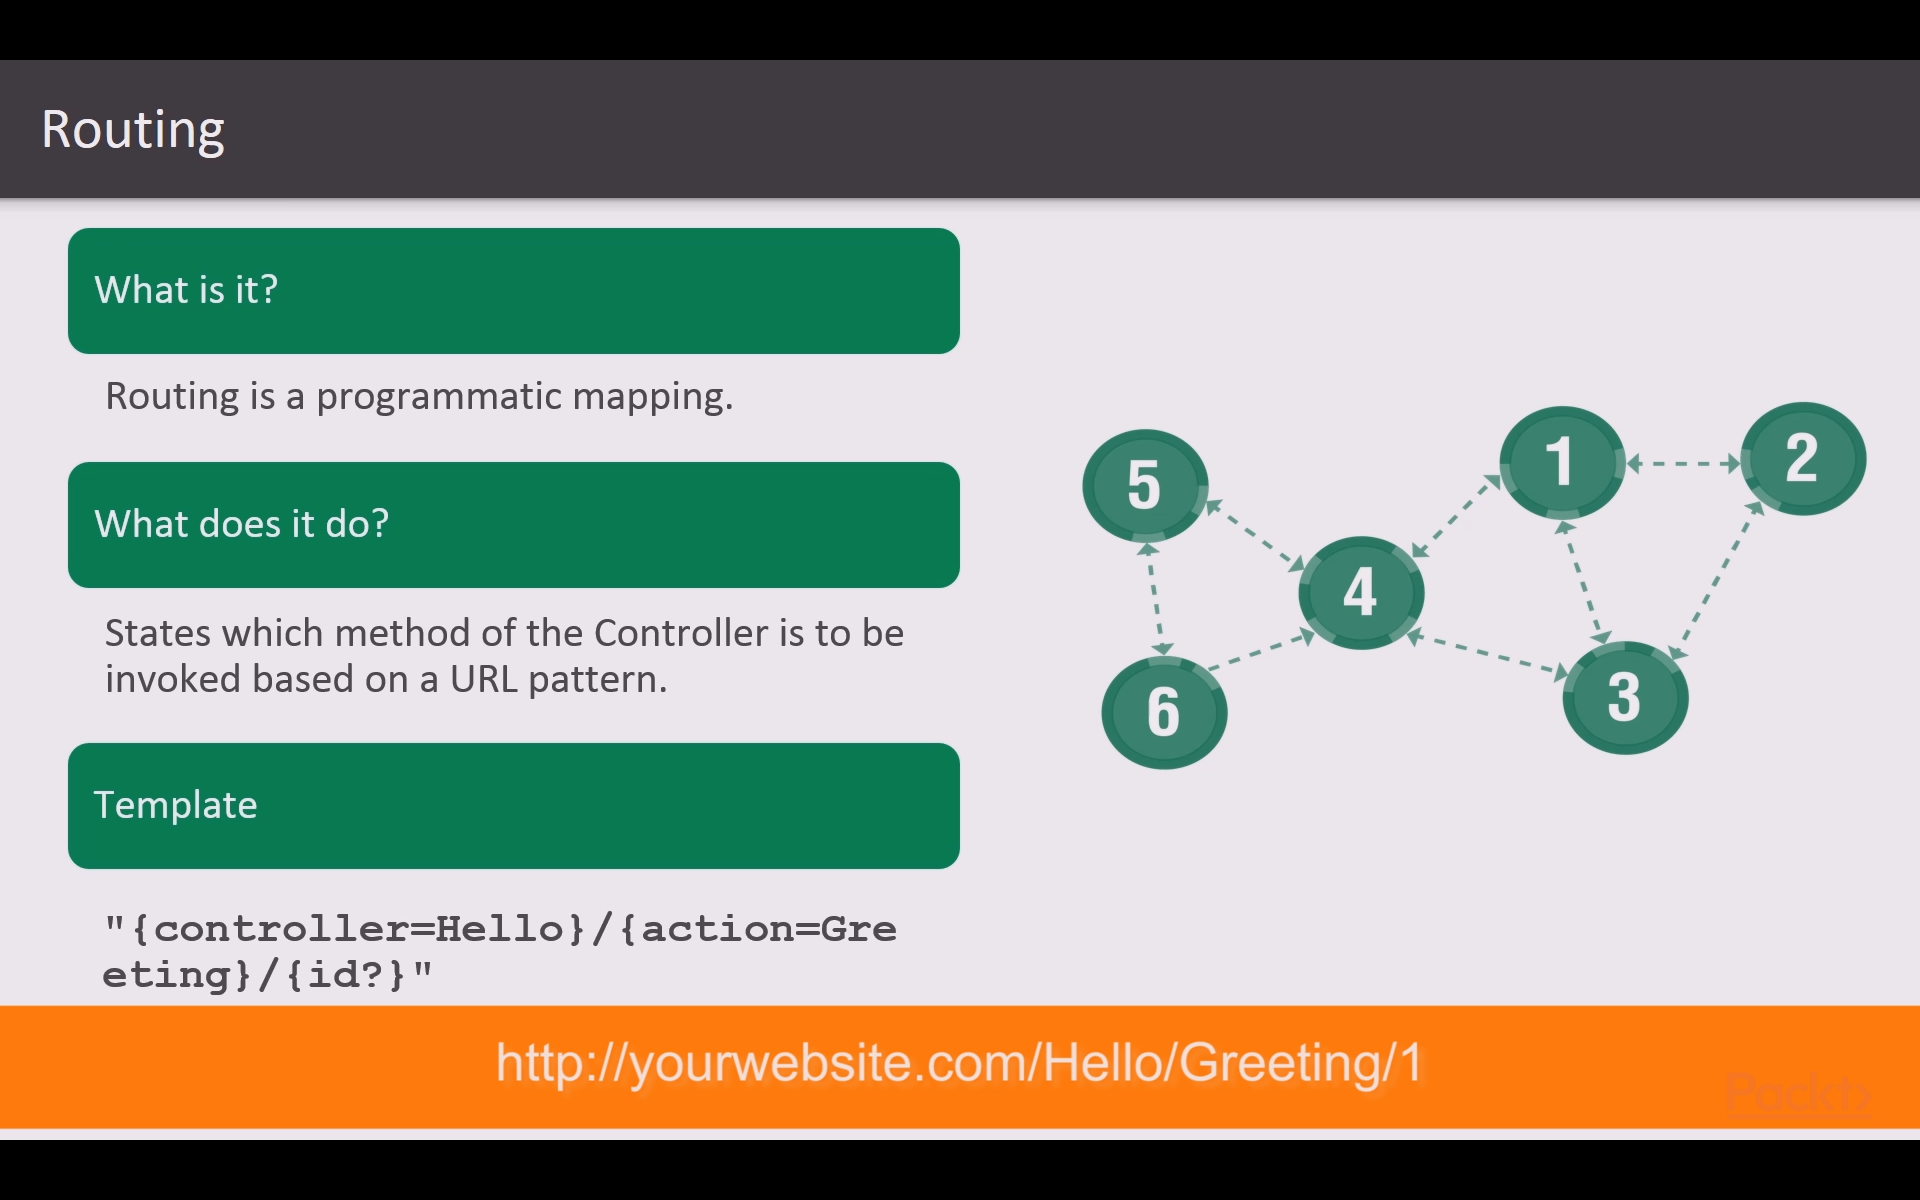 Routing
What is it?
Routing is a programmatic mapping.
What does it do?
States which method of the Controller is to be
invoked based on a URL pattern.
Template
"{controller=Hello}/{action=Gre
eting}/{id?}"
5
1
2
4
6
3
http://yourwebsite.com/Hello/Greeting/1
Packt>